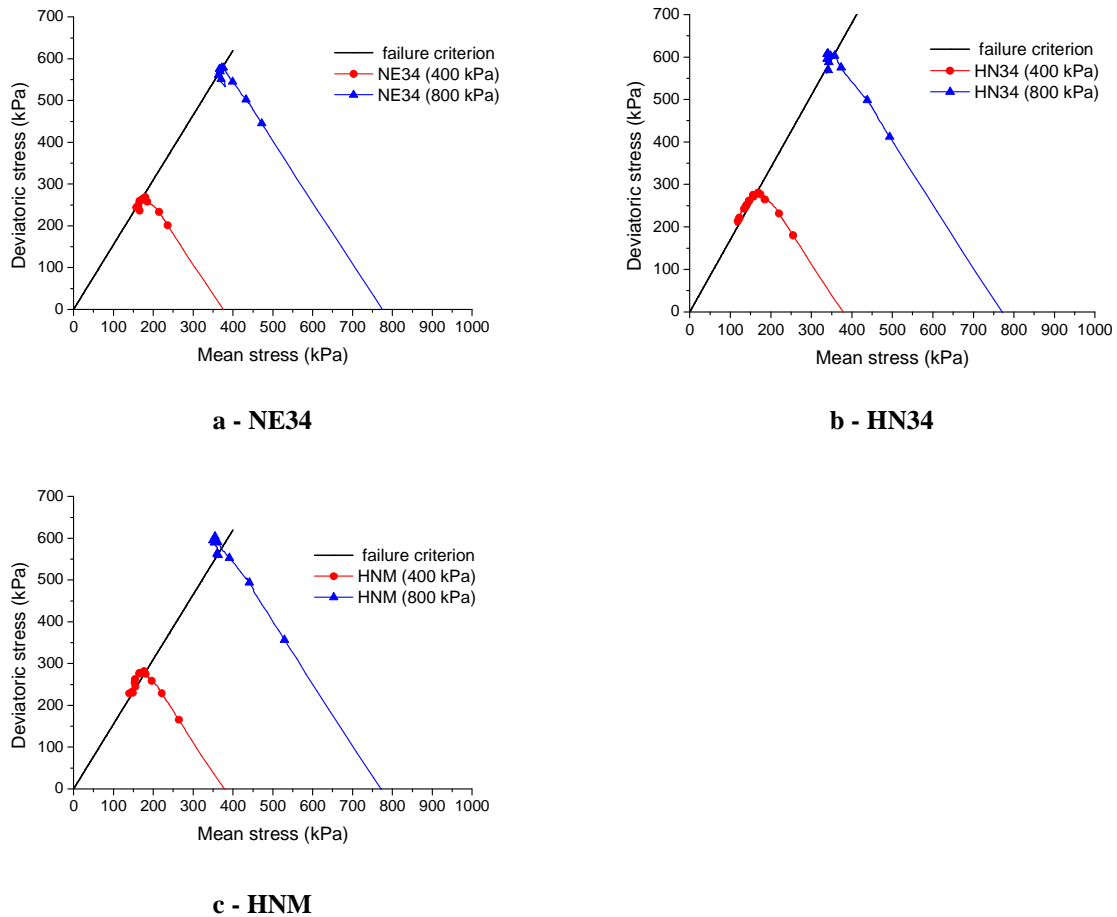 700
600
500
400
300
200
100
0
Deviatoric stress (kPa)
failure criterion
NE34 (400 kPa)
NE34 (800 kPa)
0 100 200 300 400 500 600 700 800 900 1000
Mean stress (kPa)
a - NE34
700
600
500
400
300
200
100
0
Deviatoric stress (kPa)
failure criterion
HN34 (400 kPa)
HN34 (800 kPa)
0 100 200 300 400 500 600 700 800 900 1000
Mean stress (kPa)
b - HN34
700
600
500
400
300
200
100
0
Deviatoric stress (kPa)
failure criterion
HNM (400 kPa)
HNM (800 kPa)
0 100 200 300 400 500 600 700 800 900 1000
Mean stress (kPa)
c - HNM